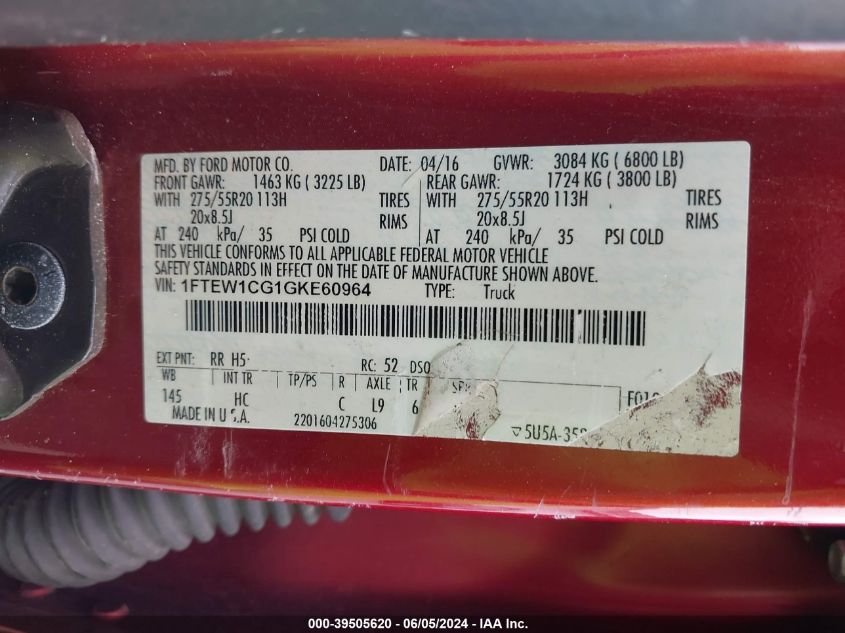 MFD. BY FORD MOTOR CO. DATE: 04/16 GVWR: 3084 KG ( 6800 LB)
FRONT GAWR: 1463 KG ( 3225 LB) REAR GAWR: 1724 KG ( 3800 LB)
WITH 275/55R20 113H TIRES WITH 275/55R20 113H TIRES
20x8.5J RIMS 20x8.5J RIMS
AT 240 kPa/ 35 PSI COLD AT 240 kPa/ 35 PSI COLD
THIS VEHICLE CONFORMS TO ALL APPLICABLE FEDERAL MOTOR VEHICLE
SAFETY STANDARDS IN EFFECT ON THE DATE OF MANUFACTURE SHOWN ABOVE.
VIN: 1FTEW1CG1GKE60964 TYPE: Truck
EXT PNT: RR H5 RC: 52 DSO
WB INT TR TP/PS R AXLE TR
145 HC C L9 6
MADE IN U.S.A. 2201604275306 ▽5U5A-35
000-39505620 - 06/05/2024 - IAA Inc.